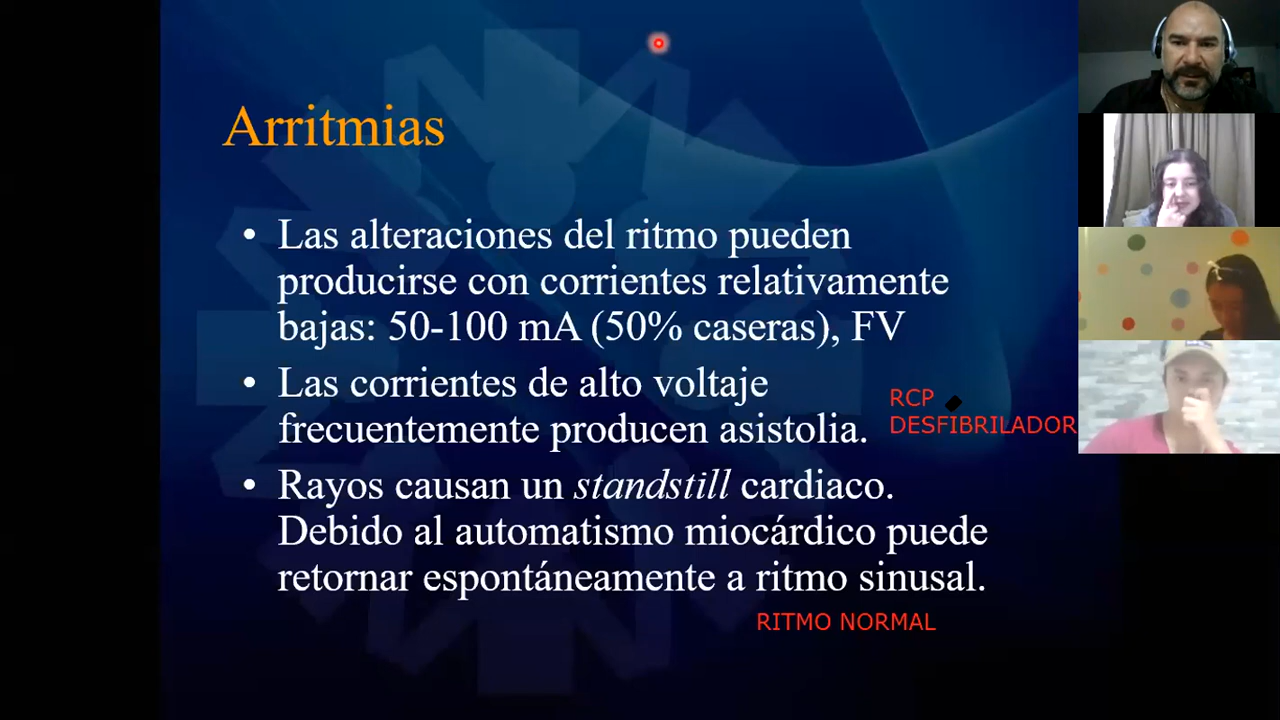 Arritmias
• Las alteraciones del ritmo pueden
producirse con corrientes relativamente
bajas: 50-100 mA (50% caseras), FV
• Las corrientes de alto voltaje
frecuentemente producen asistolia.
RCP
DESFIBRILADOR
• Rayos causan un standstill cardiaco.
Debido al automatismo miocárdico puede
retornar espontáneamente a ritmo sinusal.
RITMO NORMAL